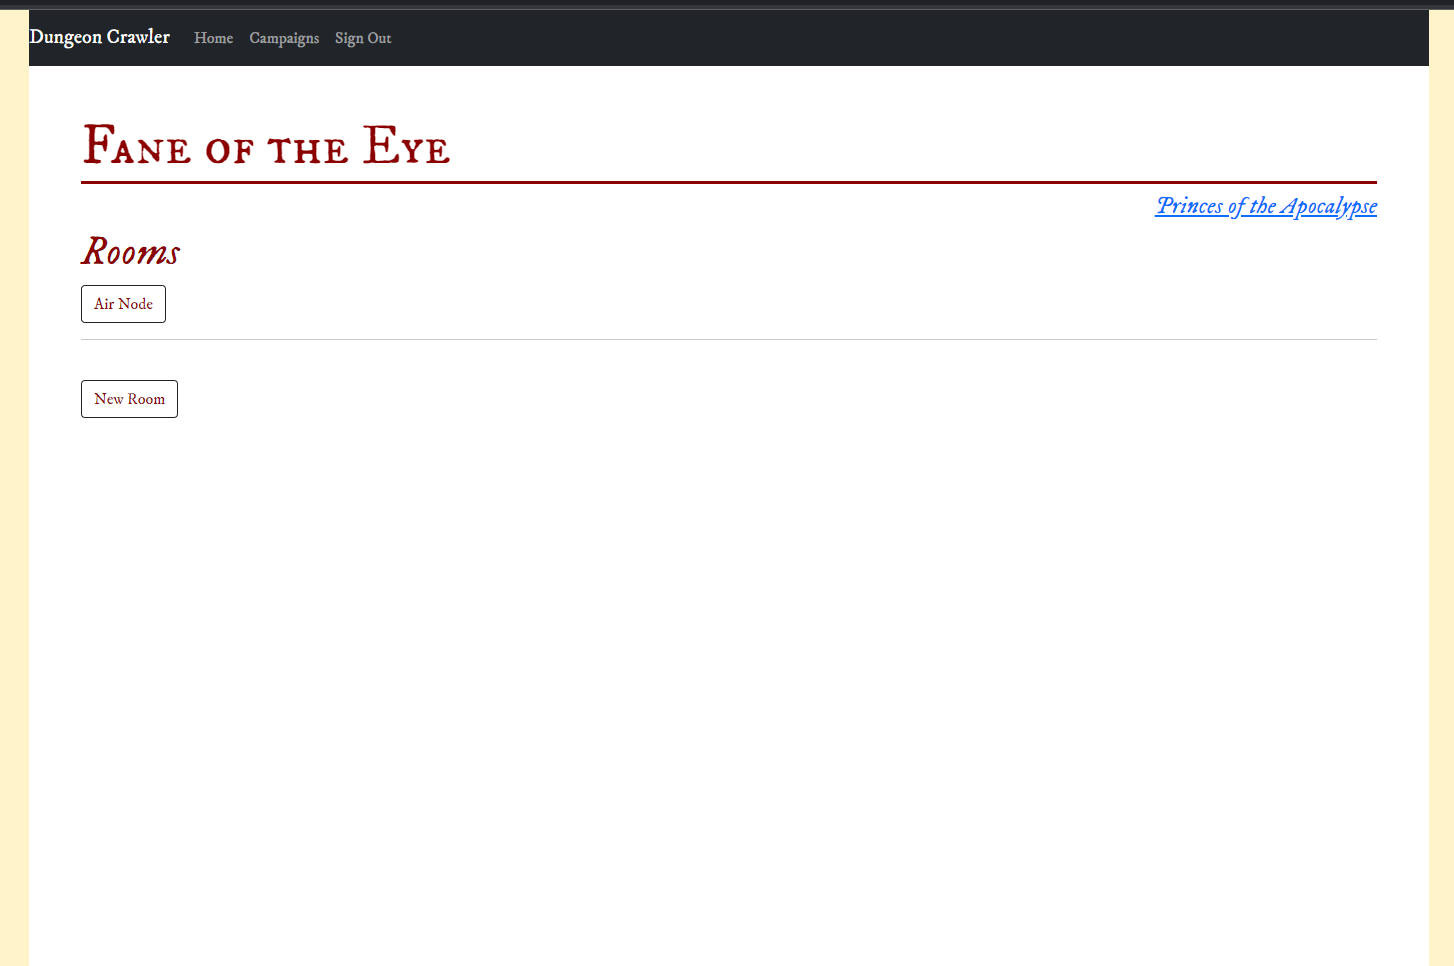 Dungeon Crawler Home Campaigns Sign Out
Fane of the Eye
Princes of the Apocalypse
Rooms
Air Node
New Room